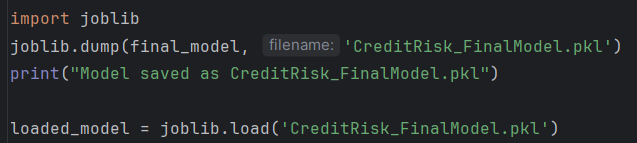 import joblib
joblib.dump(final_model, filename: 'CreditRisk_FinalModel.pkl')
print("Model saved as CreditRisk_FinalModel.pkl")
loaded_model = joblib.load('CreditRisk_FinalModel.pkl')